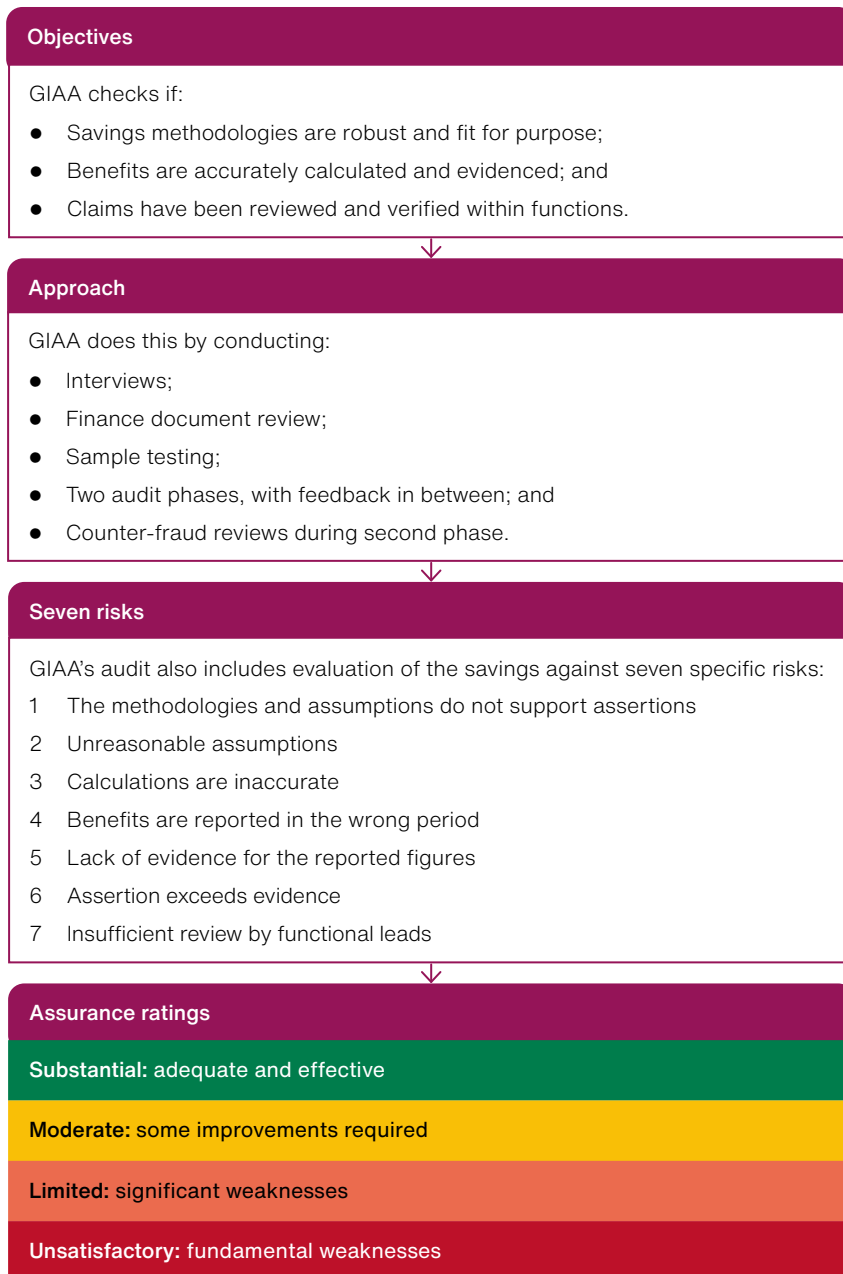 Objectives
GIAA checks if:
● Savings methodologies are robust and fit for purpose;
● Benefits are accurately calculated and evidenced; and
● Claims have been reviewed and verified within functions.
Approach
GIAA does this by conducting:
● Interviews;
● Finance document review;
● Sample testing;
● Two audit phases, with feedback in between; and
● Counter-fraud reviews during second phase.
Seven risks
GIAA’s audit also includes evaluation of the savings against seven specific risks:
1 The methodologies and assumptions do not support assertions
2 Unreasonable assumptions
3 Calculations are inaccurate
4 Benefits are reported in the wrong period
5 Lack of evidence for the reported figures
6 Assertion exceeds evidence
7 Insufficient review by functional leads
Assurance ratings
Substantial: adequate and effective
Moderate: some improvements required
Limited: significant weaknesses
Unsatisfactory: fundamental weaknesses